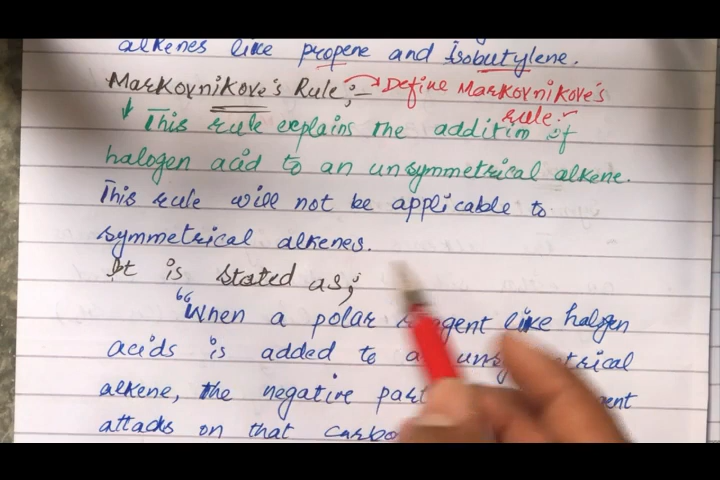 alkenes like propene and isobutylene.
Markovnikove's Rule:- → Define Markovnikove's
rule:-
↓ This rule explains the addition of
halogen acid to an unsymmetrical alkene.
This rule will not be applicable to
symmetrical alkenes.
It is stated as;
"When a polar like halogen
acids is added to
alkene, the negative part
attacks on that